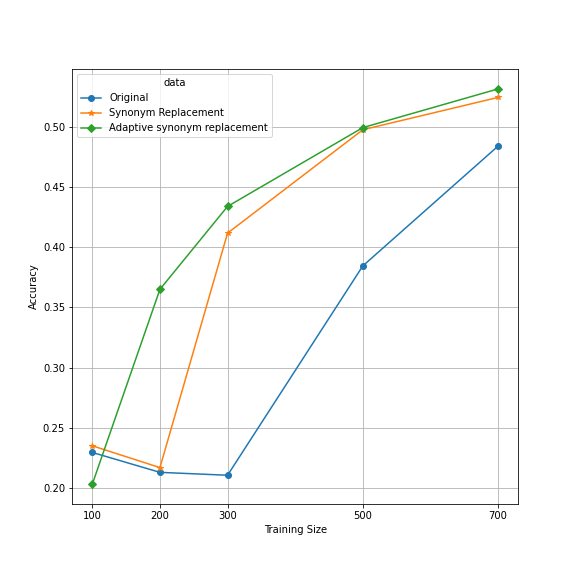 data
Original
Synonym Replacement
Adaptive synonym replacement
0.50
0.45
0.40
0.35
0.30
0.25
0.20
Accuracy
100
200
300
500
700
Training Size